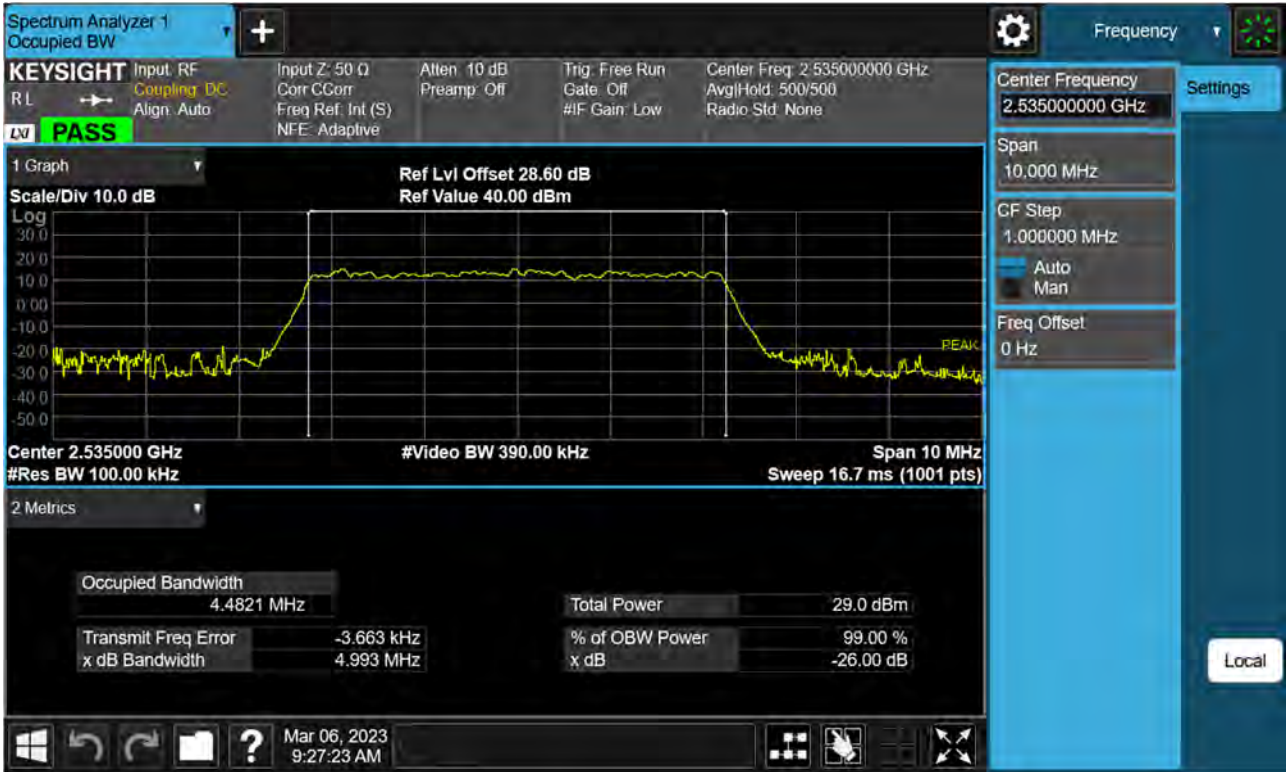 Spectrum Analyzer 1
Occupied BW
+
Frequency
KEYSIGHT
R L
LXI
PASS
Input: RF
Coupling: DC
Align: Auto
Input Z: 50 Ω
Corr CCorr
Freq Ref: Int (S)
NFE: Adaptive
Atten: 10 dB
Preamp: Off
Trig: Free Run
Gate: Off
#IF Gain: Low
Center Freq: 2.535000000 GHz
Avg|Hold: 500/500
Radio Std: None
1 Graph
Scale/Div 10.0 dB
Ref Lvl Offset 28.60 dB
Ref Value 40.00 dBm
Log
30.0
20.0
10.0
0.00
-10.0
-20.0
-30.0
-40.0
-50.0
PEAK
Center 2.535000 GHz
#Video BW 390.00 kHz
Span 10 MHz
#Res BW 100.00 kHz
Sweep 16.7 ms (1001 pts)
2 Metrics
Occupied Bandwidth
4.4821 MHz
Transmit Freq Error -3.663 kHz
x dB Bandwidth 4.993 MHz
Total Power 29.0 dBm
% of OBW Power 99.00 %
x dB -26.00 dB
Center Frequency
2.535000000 GHz
Settings
Span
10.000 MHz
CF Step
1.000000 MHz
Auto
Man
Freq Offset
0 Hz
Local
?
Mar 06, 2023
9:27:23 AM